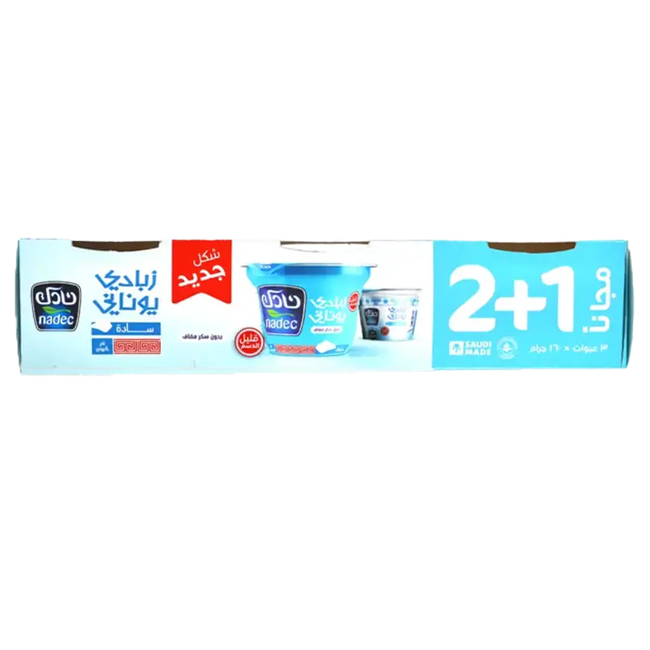 نادك
nadec
زبادي
يوناني
سادة
شكل
جديد
بدون سكر مضاف
قليل
الدسم
نادك
nadec
زبادي
يوناني
2+1
مجاناً
SAUDI
MADE
٣ عبوات × ١٦٠ جرام